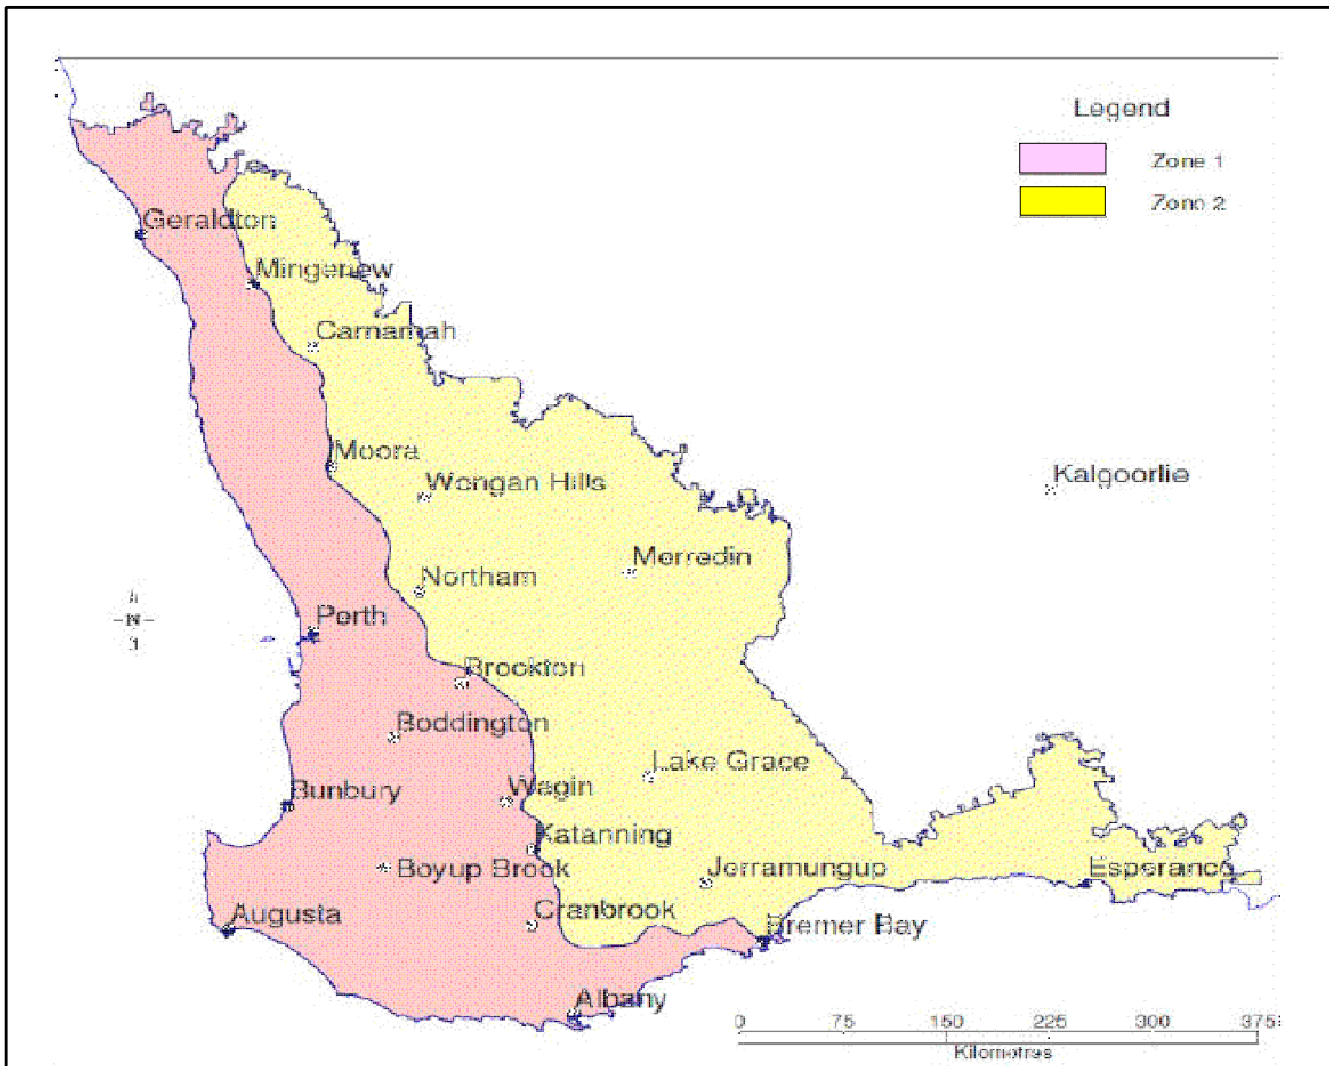 Legend
Zone 1
Zone 2
Geraldton
Mingenew
Carnamah
Moora
Wongan Hills
Kalgoorlie
Merredin
Northam
N
Perth
Brookton
Boddington
Lake Grace
Wagin
Bunbury
Katanning
Boyup Brook
Jerramungup
Esperance
Augusta
Cranbrook
Bremer Bay
Albany
0 75 150 225 300 375
Kilometres